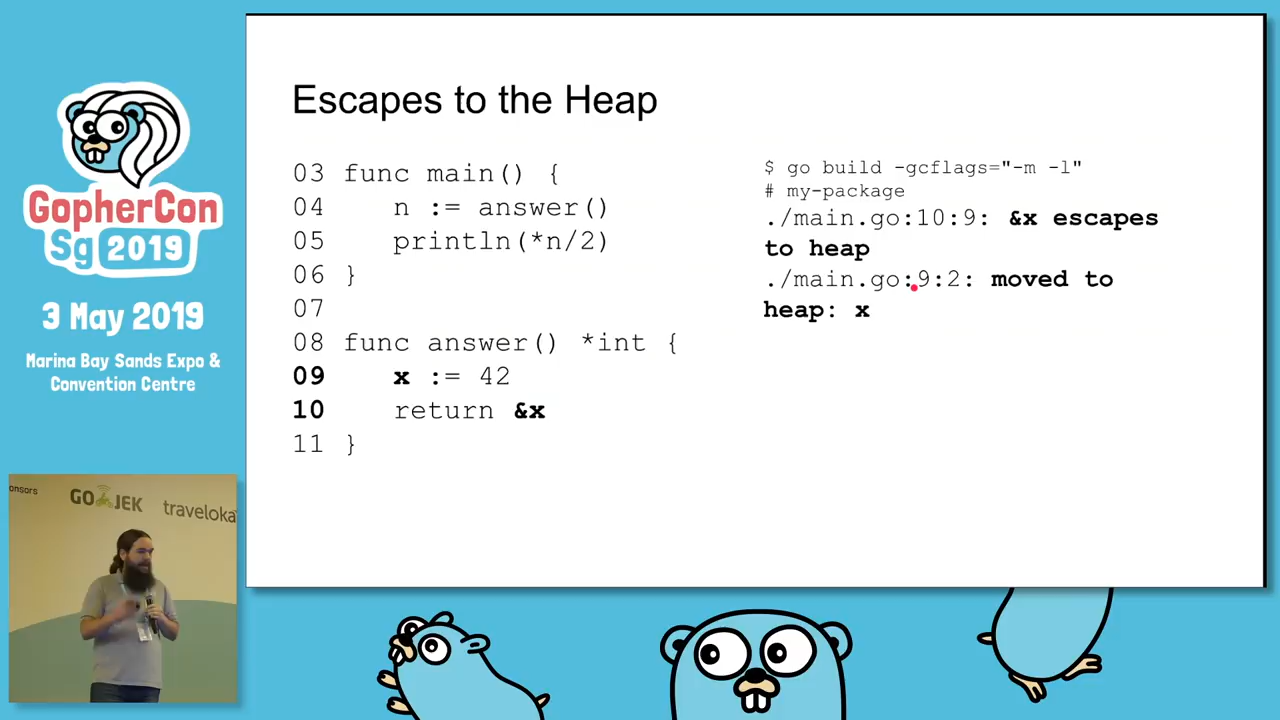 GopherCon
Sg 2019
3 May 2019
Marina Bay Sands Expo &
Convention Centre
onsors
GO JEK
traveloka
Escapes to the Heap
03 func main() {
04 n := answer()
05 println(*n/2)
06 }
07
08 func answer() *int {
09 x := 42
10 return &x
11 }
$ go build -gcflags="-m -l"
# my-package
./main.go:10:9: &x escapes
to heap
./main.go:9:2: moved to
heap: x